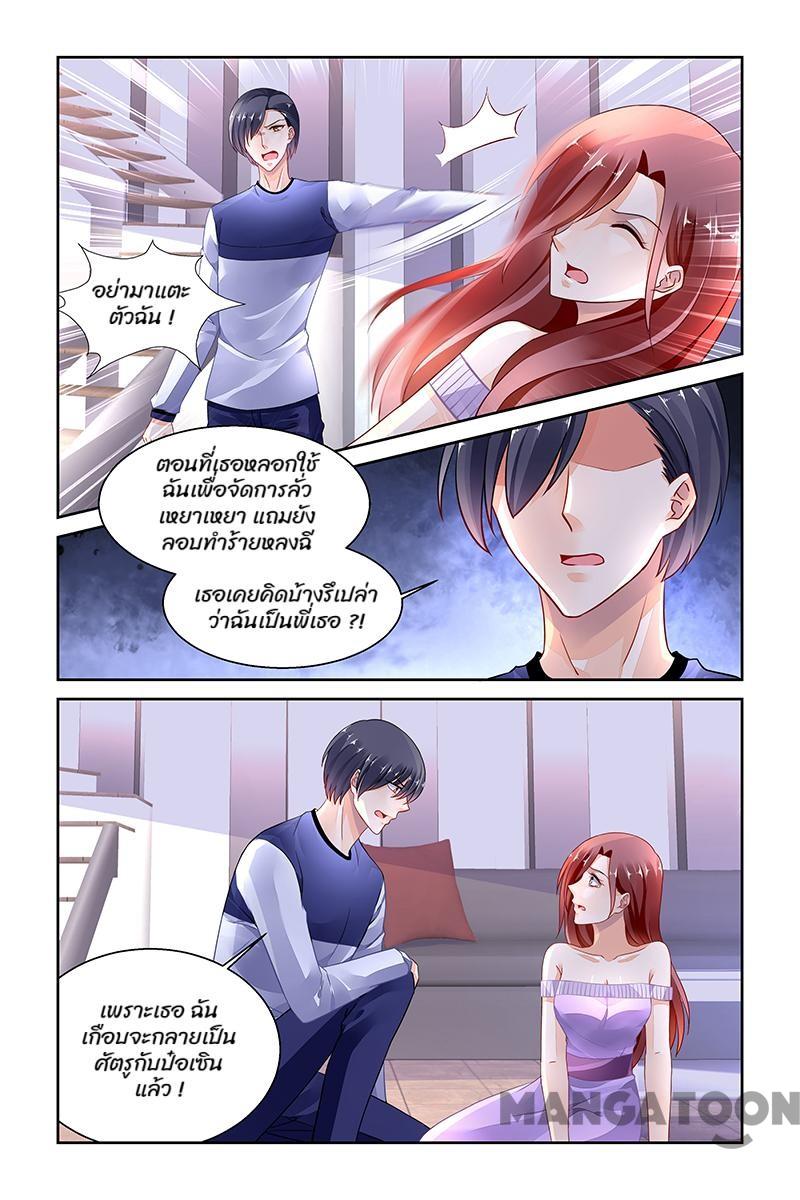 อย่ามาแตะ
ตัวฉัน !
ตอนที่เธอหลอกใช้
ฉันเพื่อจัดการลั่ว
เหยาเหยา แถมยัง
ลอบทำร้ายหลงฉี
เธอเคยคิดบ้างรึเปล่า
ว่าฉันเป็นพี่เธอ ?!
เพราะเธอ ฉัน
เกือบจะกลายเป็น
ศัตรูกับป๋อเซิน
แล้ว !
MANGATOON